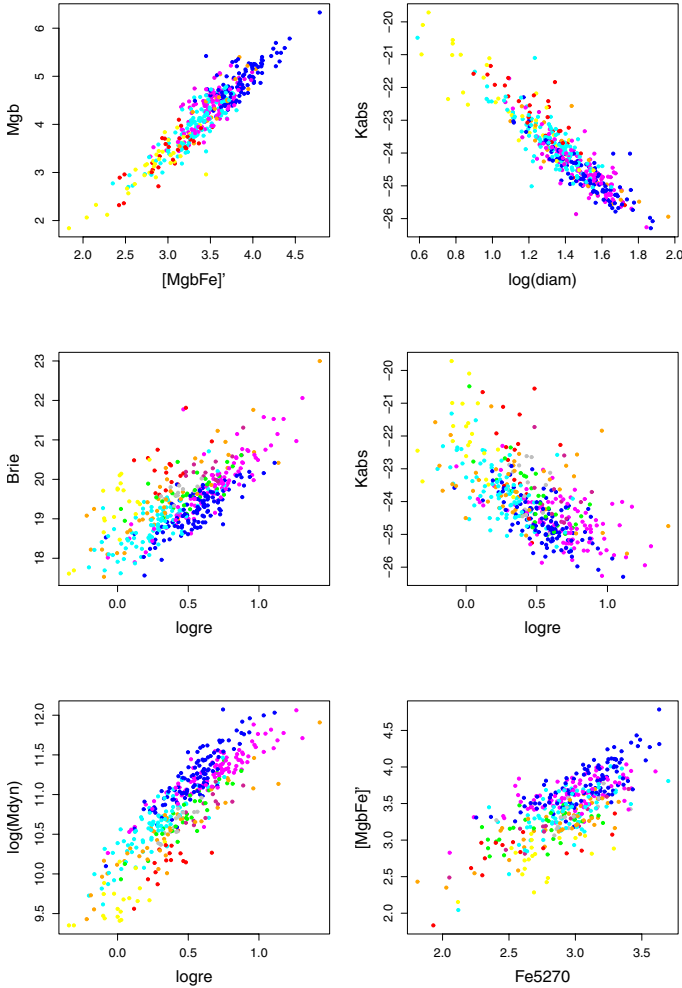 Mgb
2 3 4 5 6
2.0 2.5 3.0 3.5 4.0 4.5
[MgbFe]'
Kabs
−26 −25 −24 −23 −22 −21 −20
0.6 0.8 1.0 1.2 1.4 1.6 1.8 2.0
log(diam)
Brie
18 19 20 21 22 23
0.0 0.5 1.0
logre
Kabs
−26 −25 −24 −23 −22 −21 −20
0.0 0.5 1.0
logre
log(Mdyn)
9.5 10.0 10.5 11.0 11.5 12.0
0.0 0.5 1.0
logre
[MgbFe]'
2.0 2.5 3.0 3.5 4.0 4.5
2.0 2.5 3.0 3.5
Fe5270